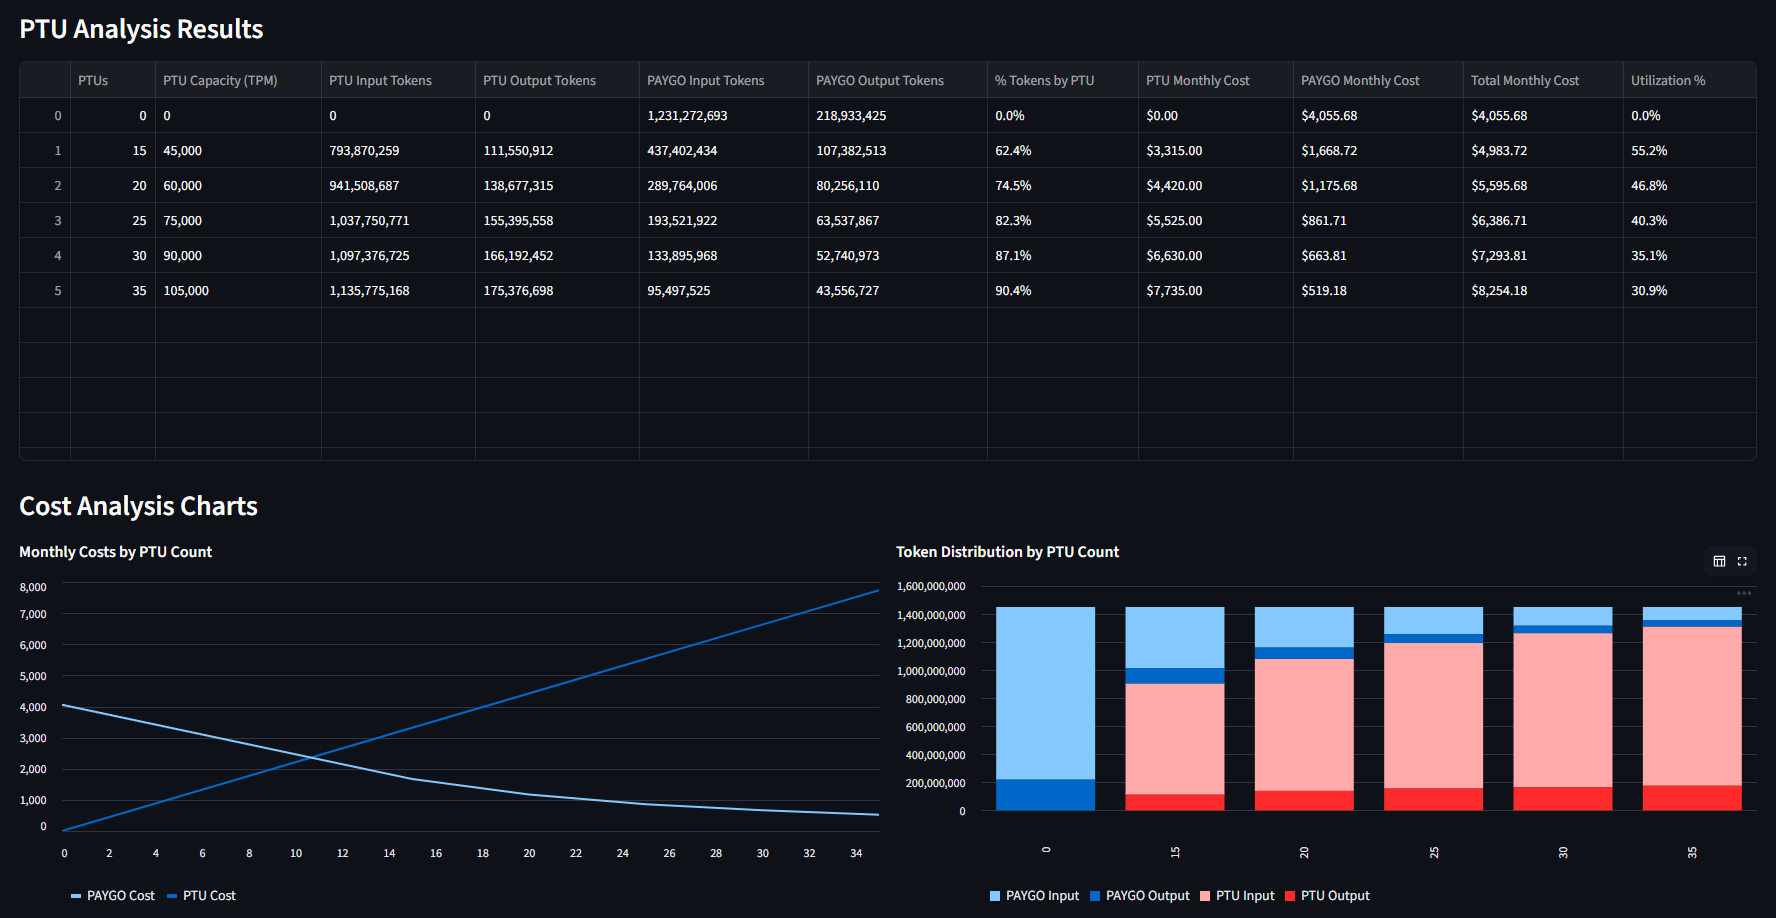 PTU Analysis Results
PTUs PTU Capacity (TPM) PTU Input Tokens PTU Output Tokens PAYGO Input Tokens PAYGO Output Tokens % Tokens by PTU PTU Monthly Cost PAYGO Monthly Cost Total Monthly Cost Utilization %
0 0 0 0 0 1,231,272,693 218,933,425 0.0% $0.00 $4,055.68 $4,055.68 0.0%
1 15 45,000 793,870,259 111,550,912 437,402,434 107,382,513 62.4% $3,315.00 $1,668.72 $4,983.72 55.2%
2 20 60,000 941,508,687 138,677,315 289,764,006 80,256,110 74.5% $4,420.00 $1,175.68 $5,595.68 46.8%
3 25 75,000 1,037,750,771 155,395,558 193,521,922 63,537,867 82.3% $5,525.00 $861.71 $6,386.71 40.3%
4 30 90,000 1,097,376,725 166,192,452 133,895,968 52,740,973 87.1% $6,630.00 $663.81 $7,293.81 35.1%
5 35 105,000 1,135,775,168 175,376,698 95,497,525 43,556,727 90.4% $7,735.00 $519.18 $8,254.18 30.9%
Cost Analysis Charts
Monthly Costs by PTU Count
8,000
7,000
6,000
5,000
4,000
3,000
2,000
1,000
0
0 2 4 6 8 10 12 14 16 18 20 22 24 26 28 30 32 34
PAYGO Cost PTU Cost
Token Distribution by PTU Count
1,600,000,000
1,400,000,000
1,200,000,000
1,000,000,000
800,000,000
600,000,000
400,000,000
200,000,000
0
0 15 20 25 30 35
PAYGO Input PAYGO Output PTU Input PTU Output